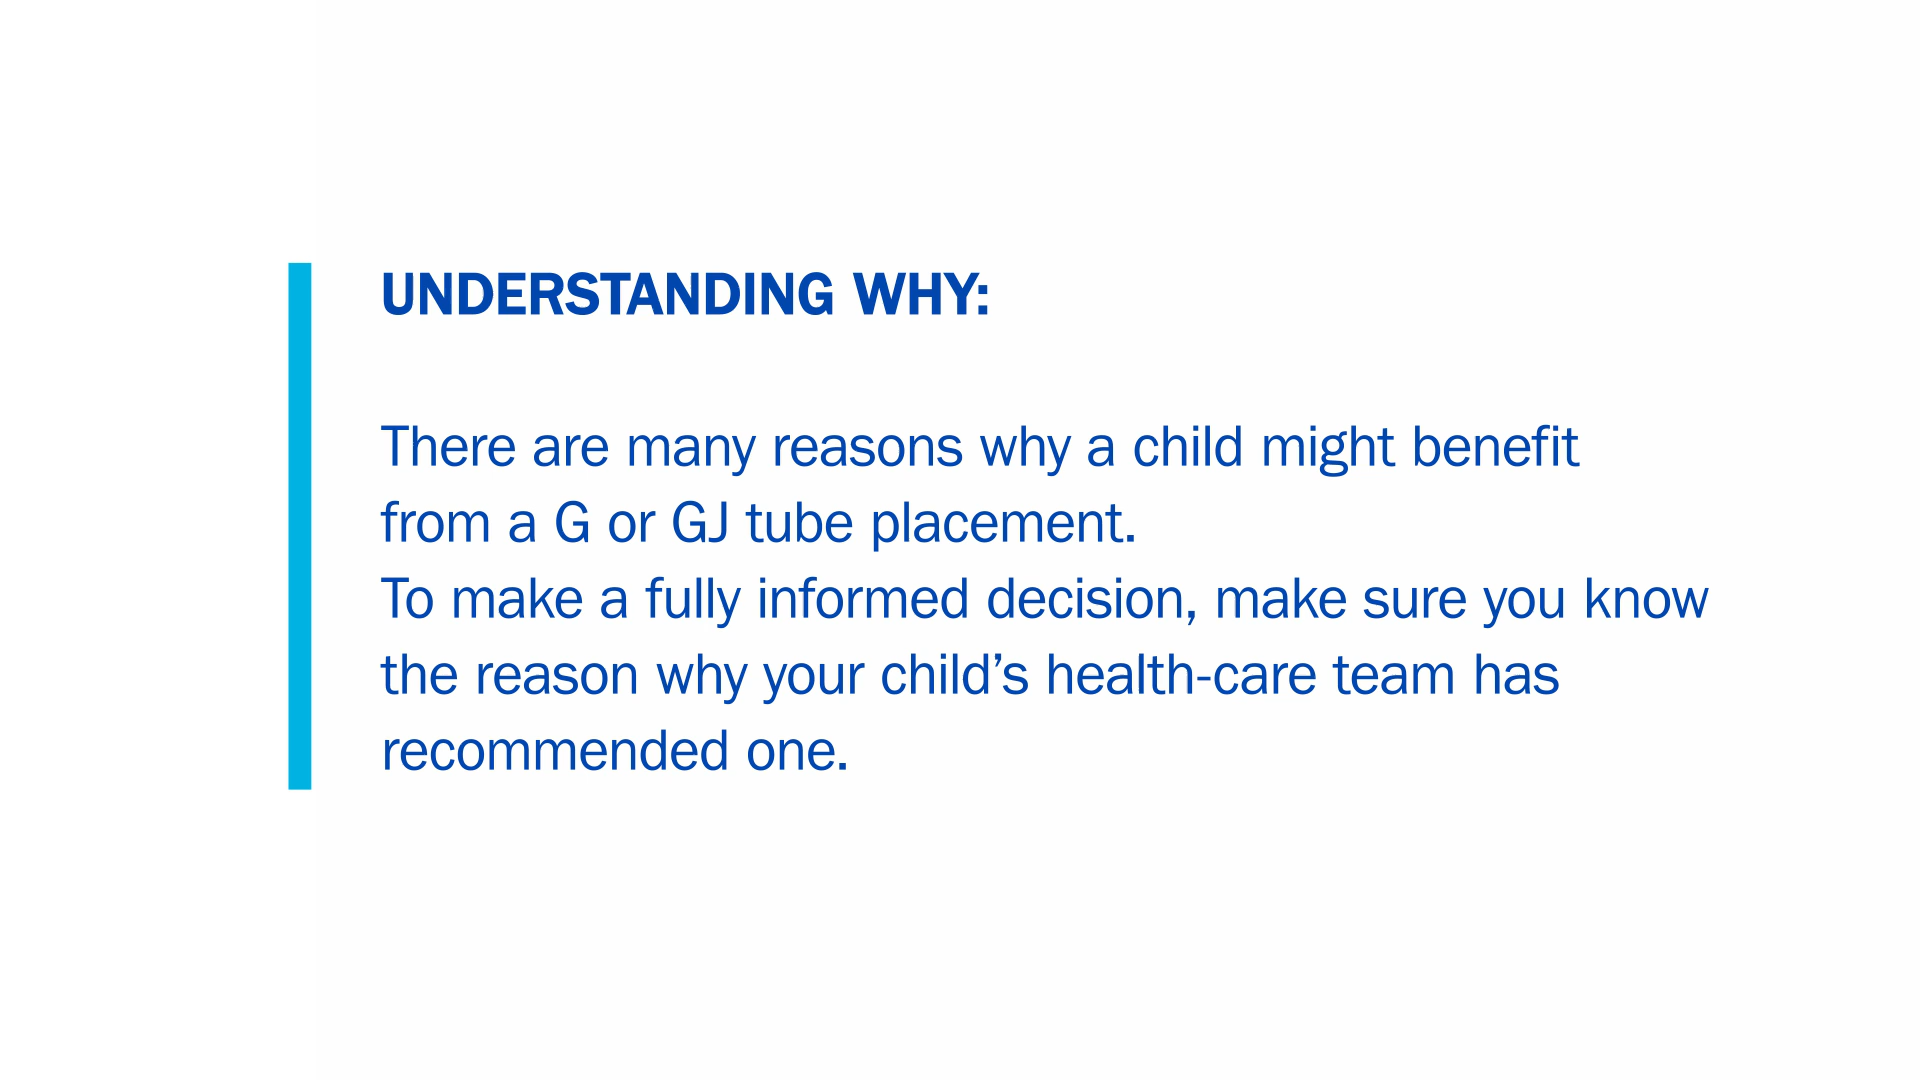 UNDERSTANDING WHY:
There are many reasons why a child might benefit
from a G or GJ tube placement.
To make a fully informed decision, make sure you know
the reason why your child’s health-care team has
recommended one.